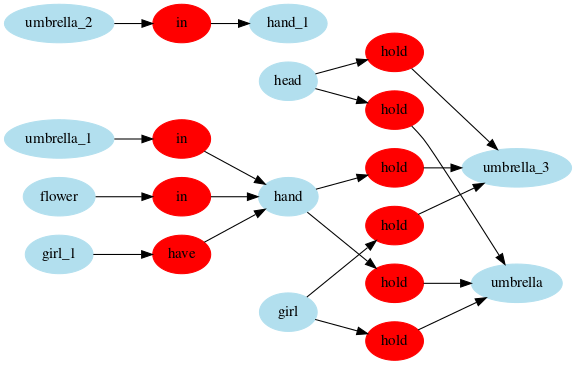 umbrella_2 in hand_1
hold
head
hold
umbrella_1 in
hold umbrella_3
flower in hand
hold
girl_1 have
hold umbrella
girl
hold